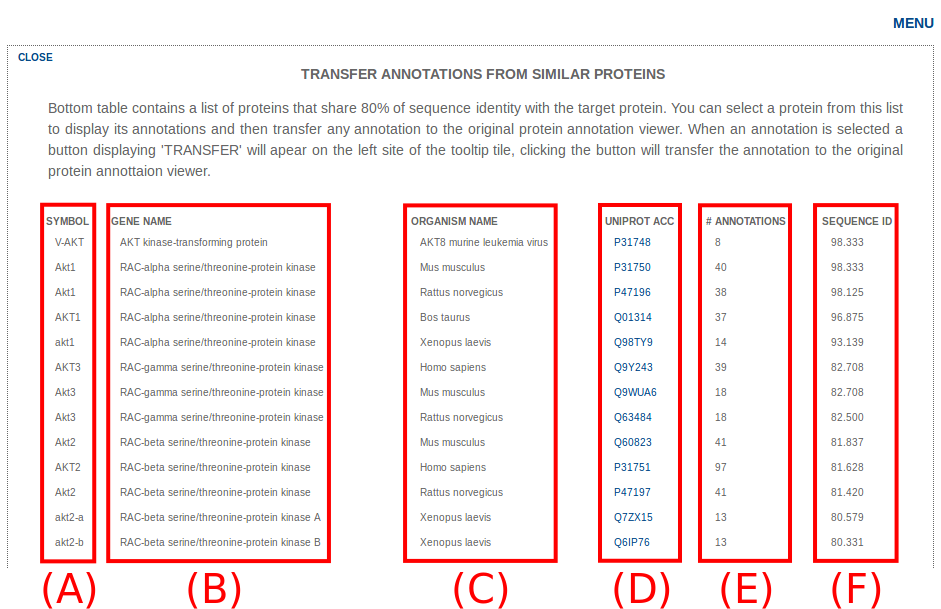 MENU
CLOSE
TRANSFER ANNOTATIONS FROM SIMILAR PROTEINS
Bottom table contains a list of proteins that share 80% of sequence identity with the target protein. You can select a protein from this list
to display its annotations and then transfer any annotation to the original protein annotation viewer. When an annotation is selected a
button displaying 'TRANSFER' will apear on the left site of the tooltip tile, clicking the button will transfer the annotation to the original
protein annottaion viewer.
SYMBOL GENE NAME ORGANISM NAME UNIPROT ACC # ANNOTATIONS SEQUENCE ID
V-AKT AKT kinase-transforming protein AKT8 murine leukemia virus P31748 8 98.333
Akt1 RAC-alpha serine/threonine-protein kinase Mus musculus P31750 40 98.333
Akt1 RAC-alpha serine/threonine-protein kinase Rattus norvegicus P47196 38 98.125
AKT1 RAC-alpha serine/threonine-protein kinase Bos taurus Q01314 37 96.875
akt1 RAC-alpha serine/threonine-protein kinase Xenopus laevis Q98TY9 14 93.139
AKT3 RAC-gamma serine/threonine-protein kinase Homo sapiens Q9Y243 39 82.708
Akt3 RAC-gamma serine/threonine-protein kinase Mus musculus Q9WUA6 18 82.708
Akt3 RAC-gamma serine/threonine-protein kinase Rattus norvegicus Q63484 18 82.500
Akt2 RAC-beta serine/threonine-protein kinase Mus musculus Q60823 41 81.837
AKT2 RAC-beta serine/threonine-protein kinase Homo sapiens P31751 97 81.628
Akt2 RAC-beta serine/threonine-protein kinase Rattus norvegicus P47197 41 81.420
akt2-a RAC-beta serine/threonine-protein kinase A Xenopus laevis Q7ZX15 13 80.579
akt2-b RAC-beta serine/threonine-protein kinase B Xenopus laevis Q6IP76 13 80.331
(A) (B) (C) (D) (E) (F)